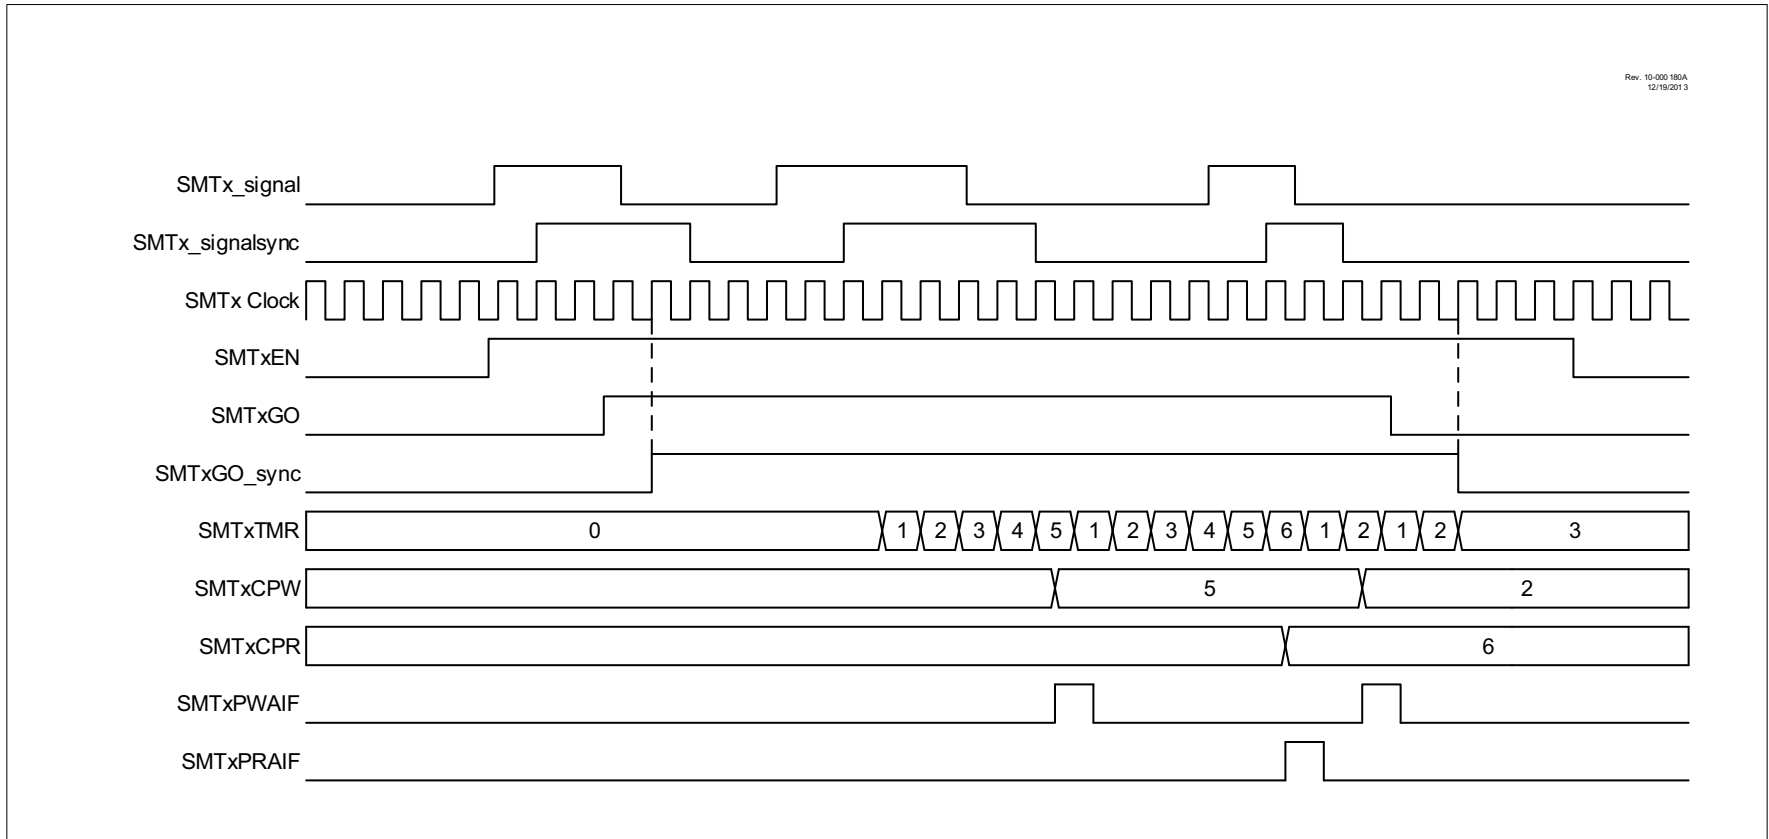 Rev. 10-000 180A
12/19/201 3
SMTx_signal
SMTx_signalsync
SMTx Clock
SMTxEN
SMTxGO
SMTxGO_sync
SMTxTMR 0 1 2 3 4 5 1 2 3 4 5 6 1 2 1 2 3
SMTxCPW 5 2
SMTxCPR 6
SMTxPWAIF
SMTxPRAIF